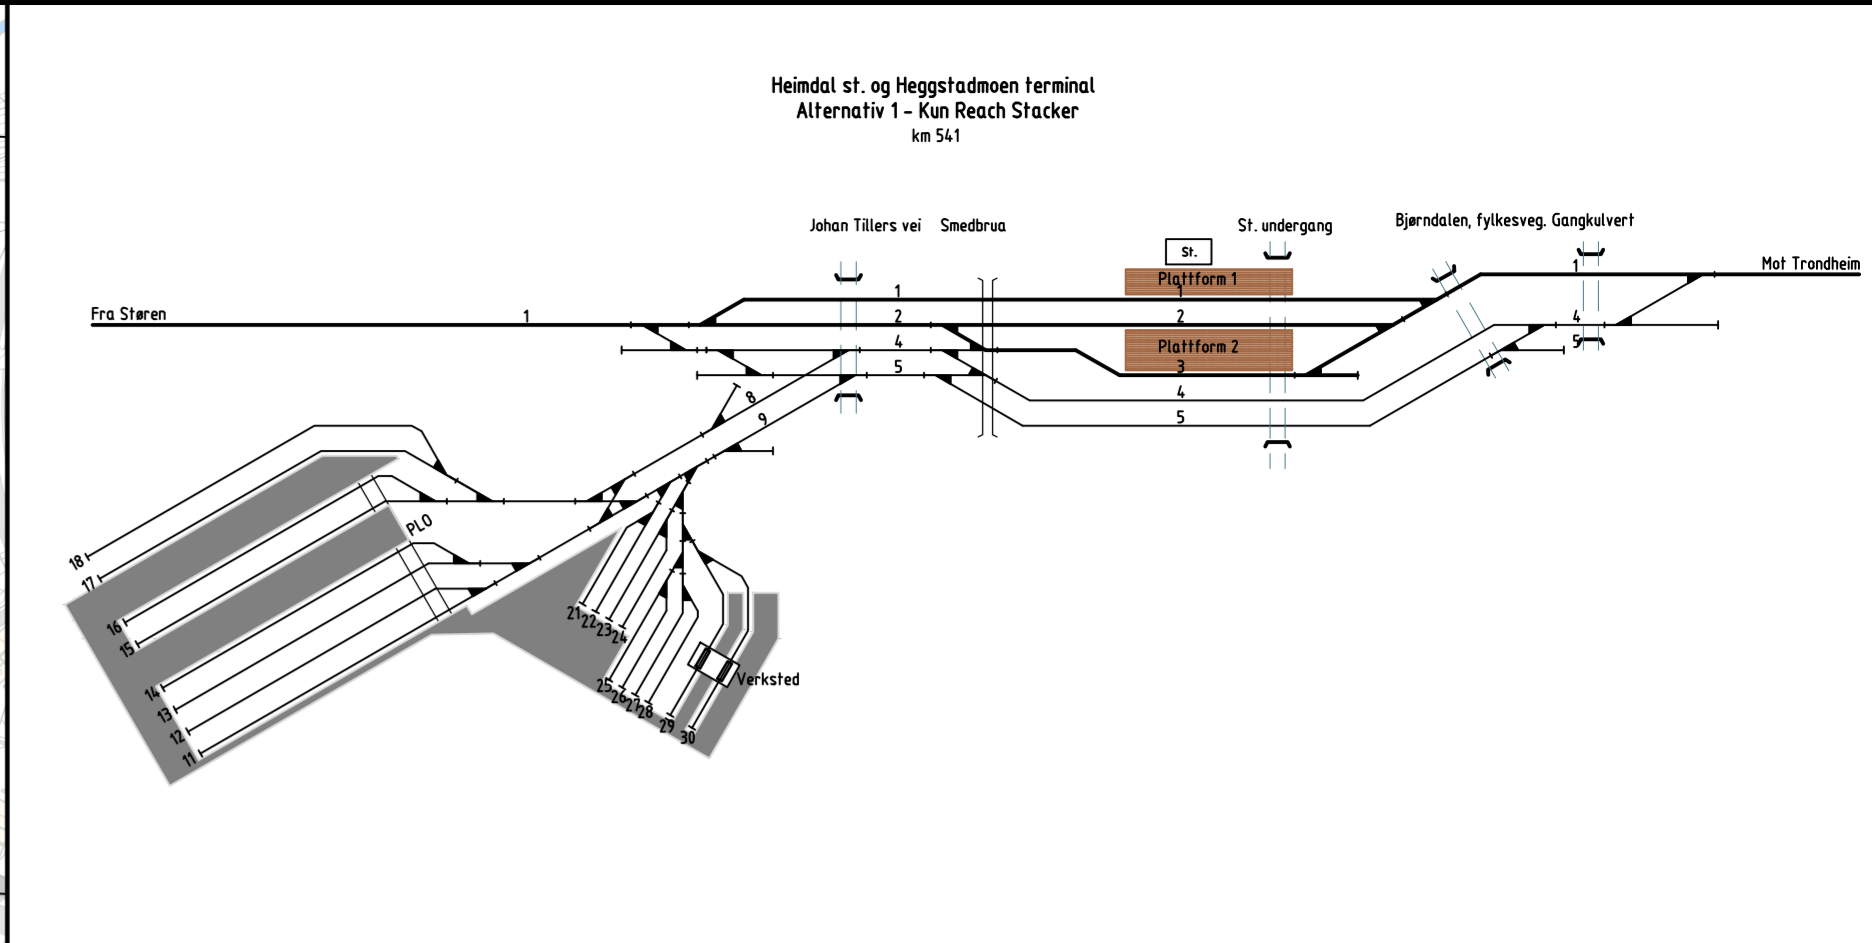 Heimdal st. og Heggstadmoen terminal
Alternativ 1 - Kun Reach Stacker
km 541
Johan Tillers vei
Smedbrua
St. undergang
Bjørndalen, fylkesveg.
Gangkulvert
St.
Mot Trondheim
Fra Støren
Plattform 1
Plattform 2
1
1
1
1
2
2
3
4
4
4
5
5
5
8
9
PLO
18
17
16
15
14
13
12
11
21
22
23
24
25
26
27
28
29
30
Verksted